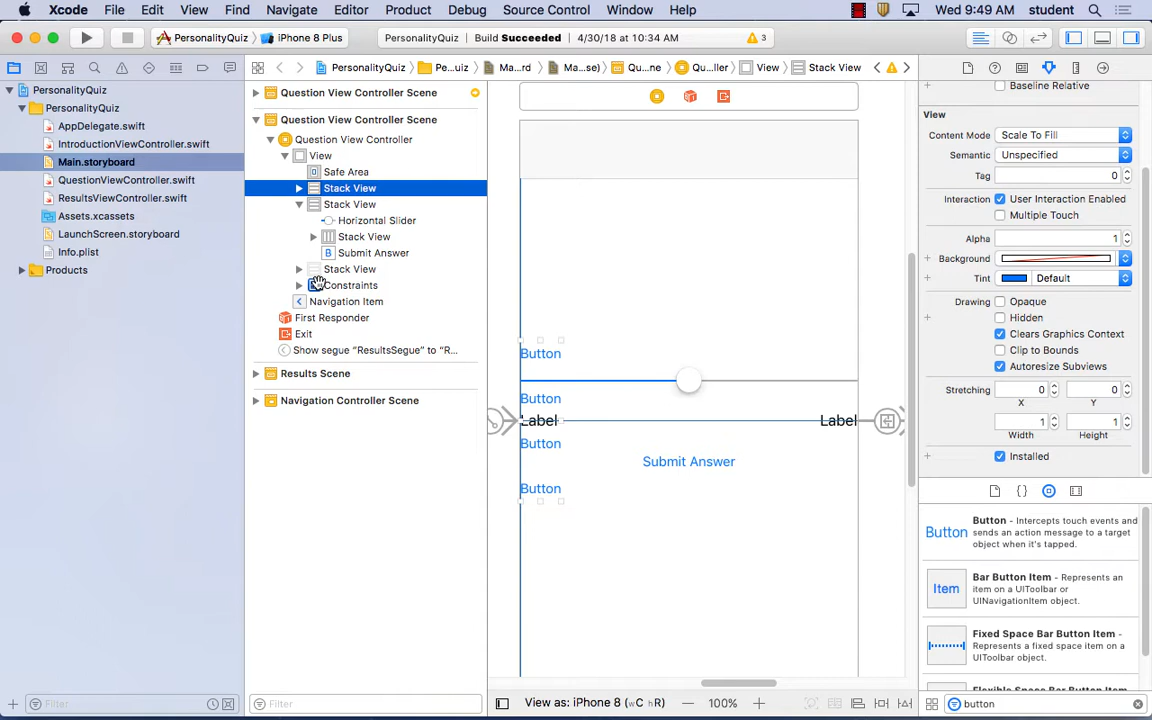 Xcode File Edit View Find Navigate Editor Product Debug Source Control Window Help Wed 9:49 AM student
PersonalityQuiz iPhone 8 Plus PersonalityQuiz Build Succeeded 4/30/18 at 10:34 AM 3
PersonalityQuiz Pe...uiz Ma...rd Ma...se) Qu...ne Qu...ller View Stack View
PersonalityQuiz
PersonalityQuiz
AppDelegate.swift
IntroductionViewController.swift
Main.storyboard
QuestionViewController.swift
ResultsViewController.swift
Assets.xcassets
LaunchScreen.storyboard
Info.plist
Products
Filter
Question View Controller Scene
Question View Controller Scene
Question View Controller
View
Safe Area
Stack View
Stack View
Horizontal Slider
Stack View
B Submit Answer
Stack View
Constraints
Navigation Item
First Responder
Exit
Show segue “ResultsSegue” to “R...
Results Scene
Navigation Controller Scene
Filter
Button
Button
Label Label
Button
Submit Answer
Button
View as: iPhone 8 (wC hR) 100%
Baseline Relative
View
Content Mode Scale To Fill
Semantic Unspecified
Tag 0
Interaction User Interaction Enabled
Multiple Touch
Alpha 1
Background
Tint Default
Drawing Opaque
Hidden
Clears Graphics Context
Clip to Bounds
Autoresize Subviews
Stretching 0 0
X Y
1 1
Width Height
Installed
Button Button - Intercepts touch events and
sends an action message to a target
object when it's tapped.
Item Bar Button Item - Represents an
item on a UIToolbar or
UINavigationItem object.
Fixed Space Bar Button Item -
Represents a fixed space item on a
UIToolbar object.
Flexible Space Bar Button Item
button